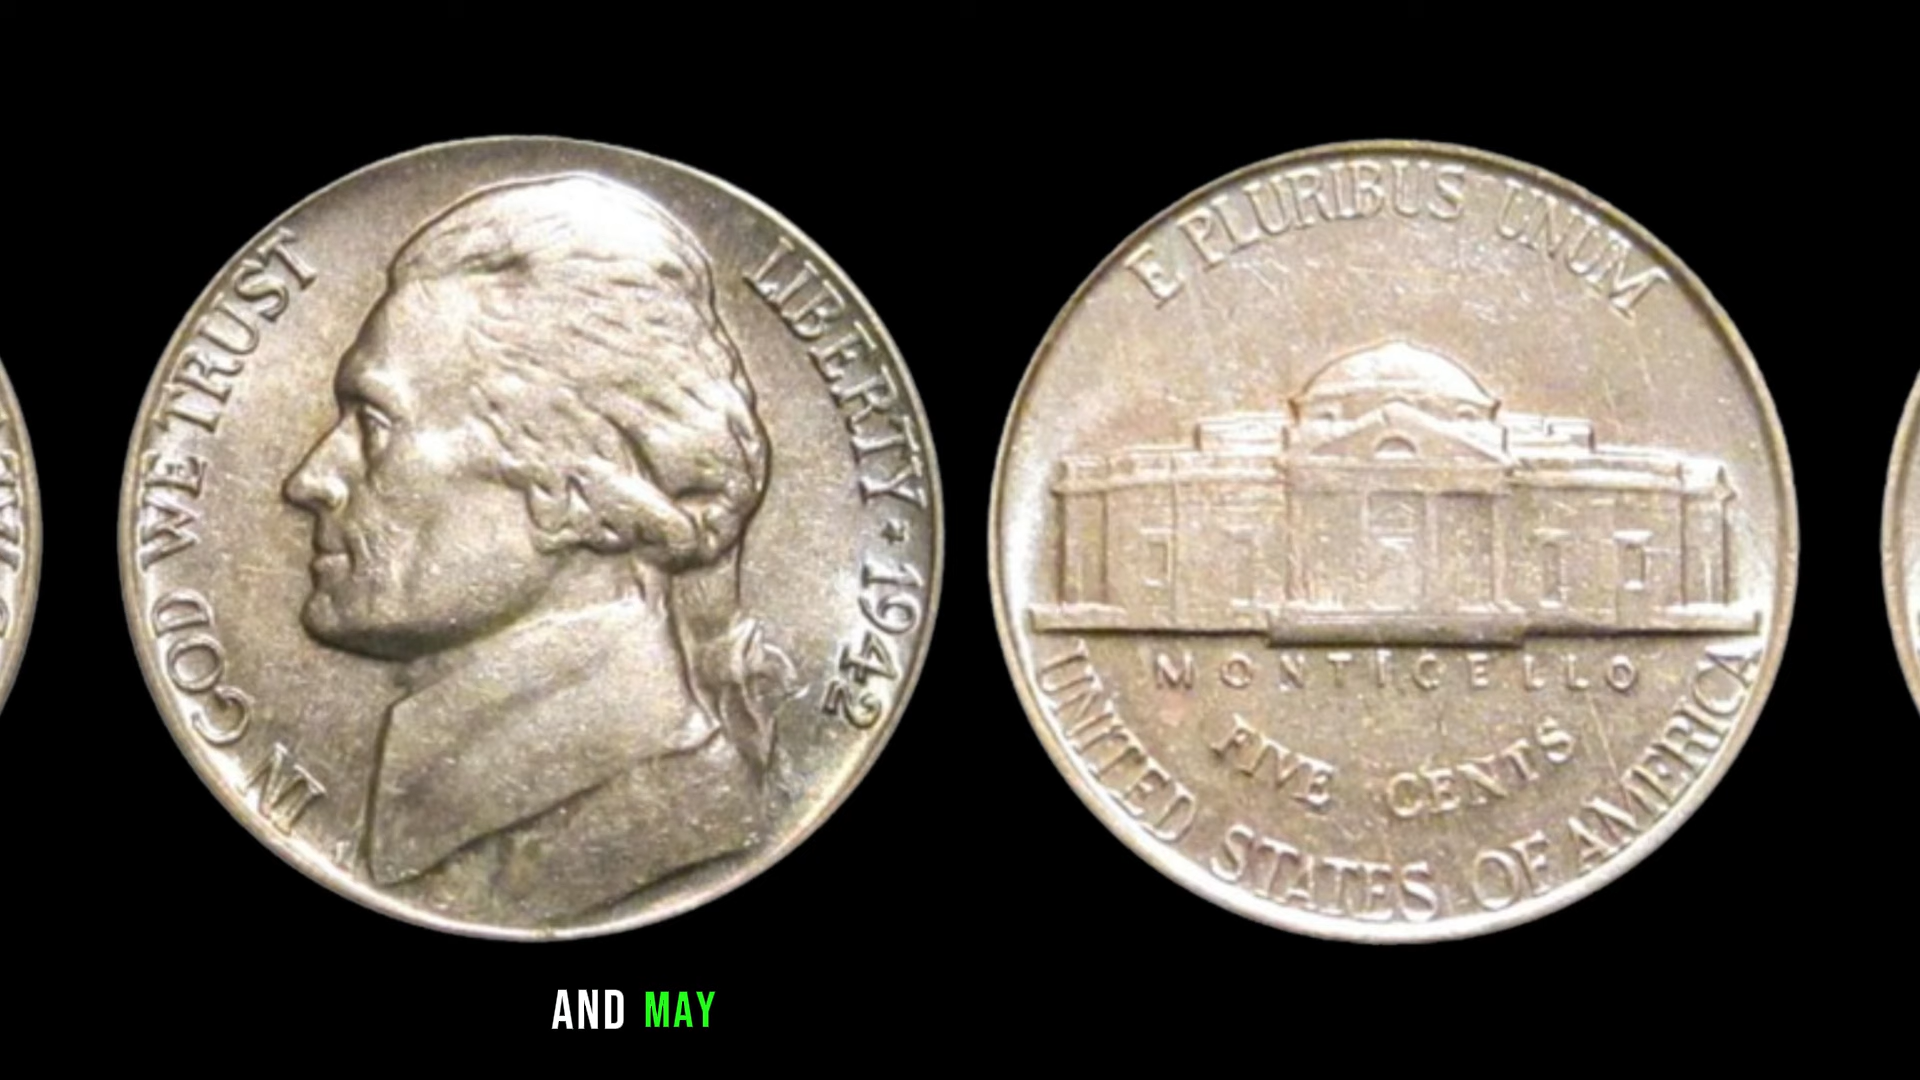 IN GOD WE TRUST
LIBERTY ★ 1942
E PLURIBUS UNUM
MONTICELLO
FIVE CENTS
UNITED STATES OF AMERICA
AND MAY